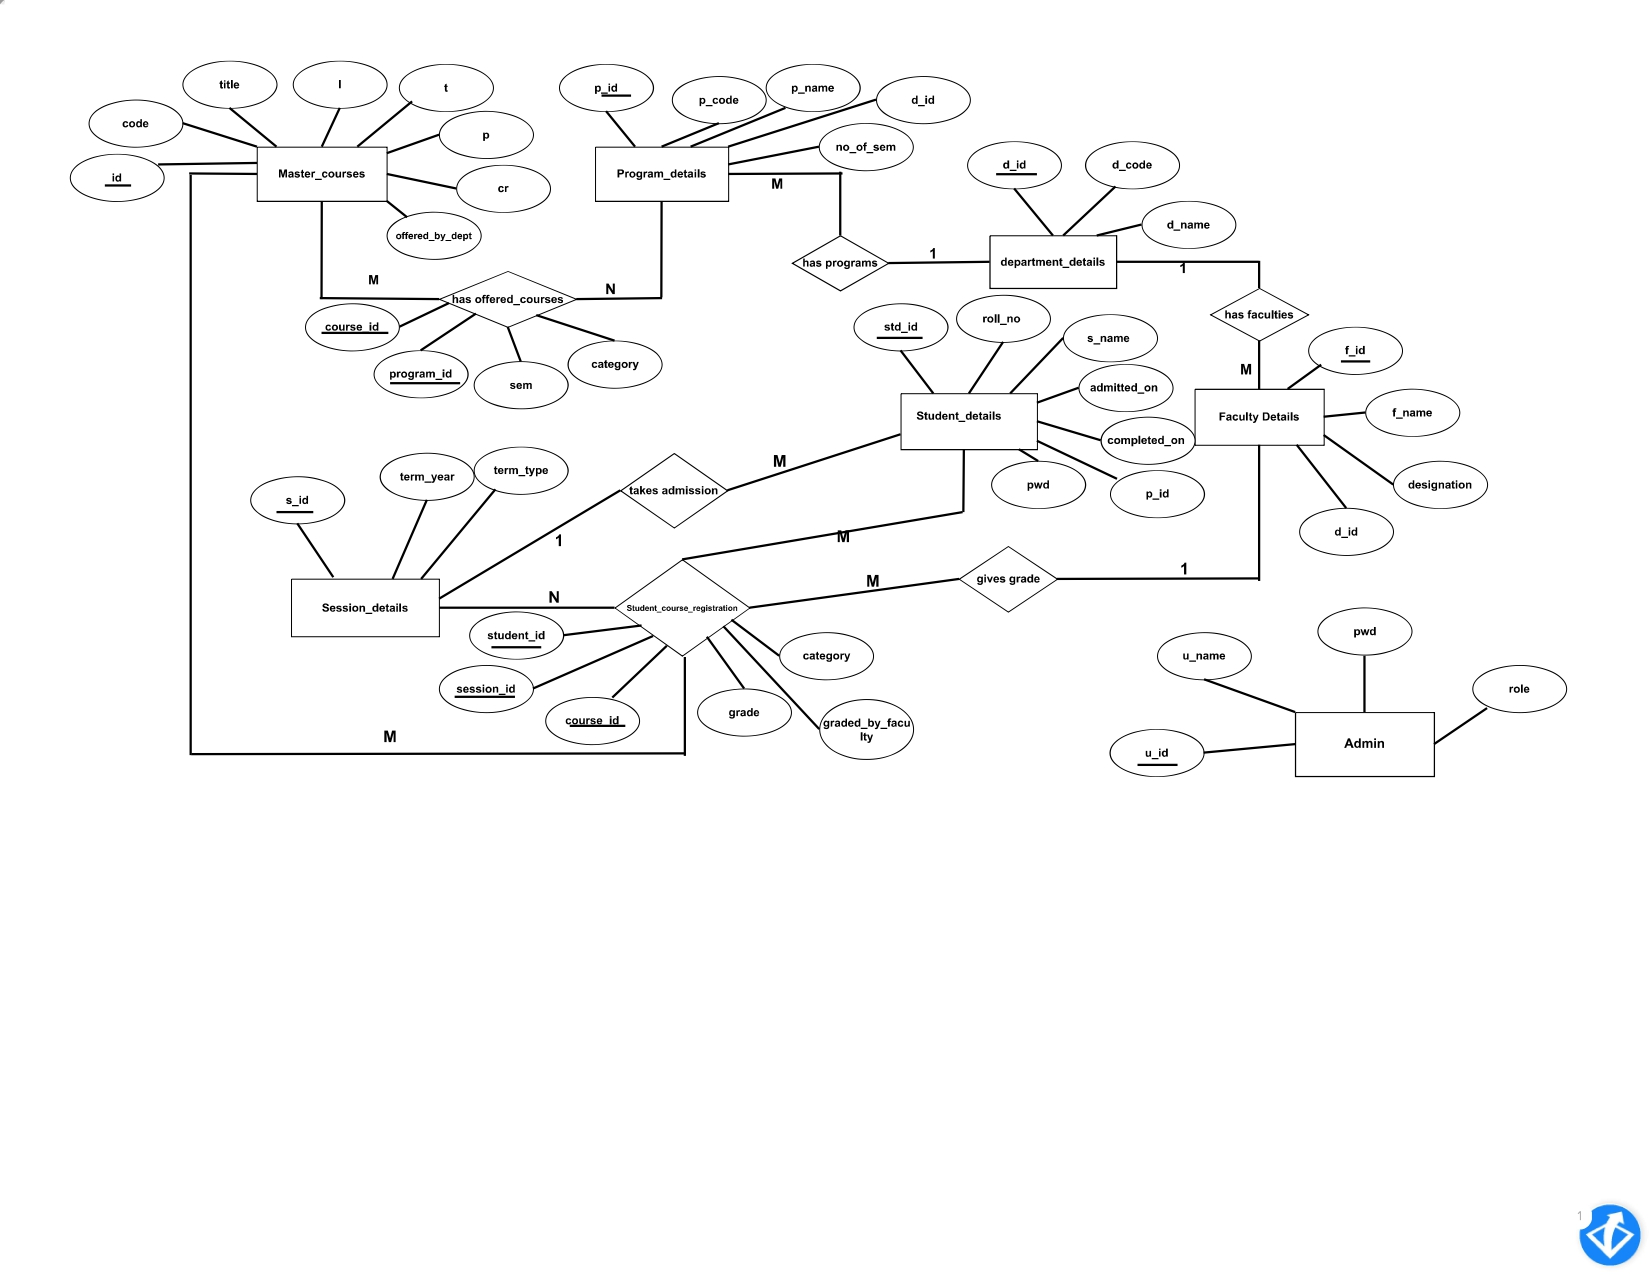 title
l
t
code
p
id
Master_courses
cr
offered_by_dept
p_id
p_code
p_name
d_id
no_of_sem
Program_details
M
d_id
d_code
d_name
has programs
1
department_details
1
M
has offered_courses
N
course_id
program_id
sem
category
has faculties
M
std_id
roll_no
s_name
admitted_on
Student_details
completed_on
pwd
p_id
f_id
f_name
Faculty Details
designation
d_id
s_id
term_year
term_type
takes admission
M
1
M
Session_details
N
Student_course_registration
M
gives grade
1
student_id
session_id
course_id
grade
graded_by_facu
lty
category
M
u_name
pwd
role
u_id
Admin
1